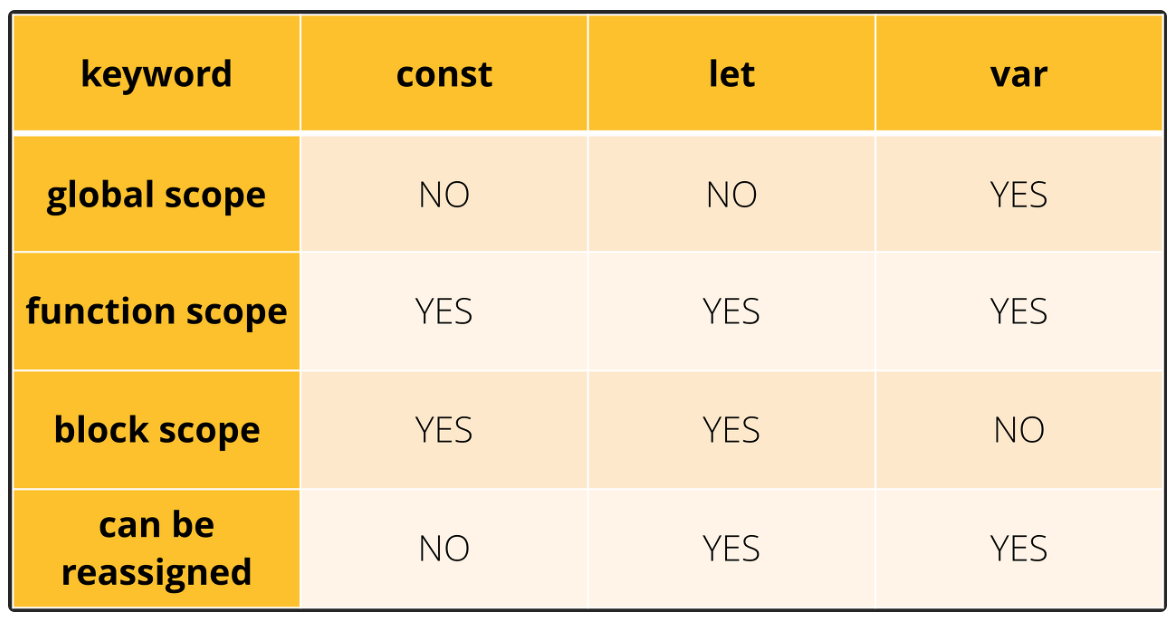 keyword const let var
global scope NO NO YES
function scope YES YES YES
block scope YES YES NO
can be
reassigned NO YES YES